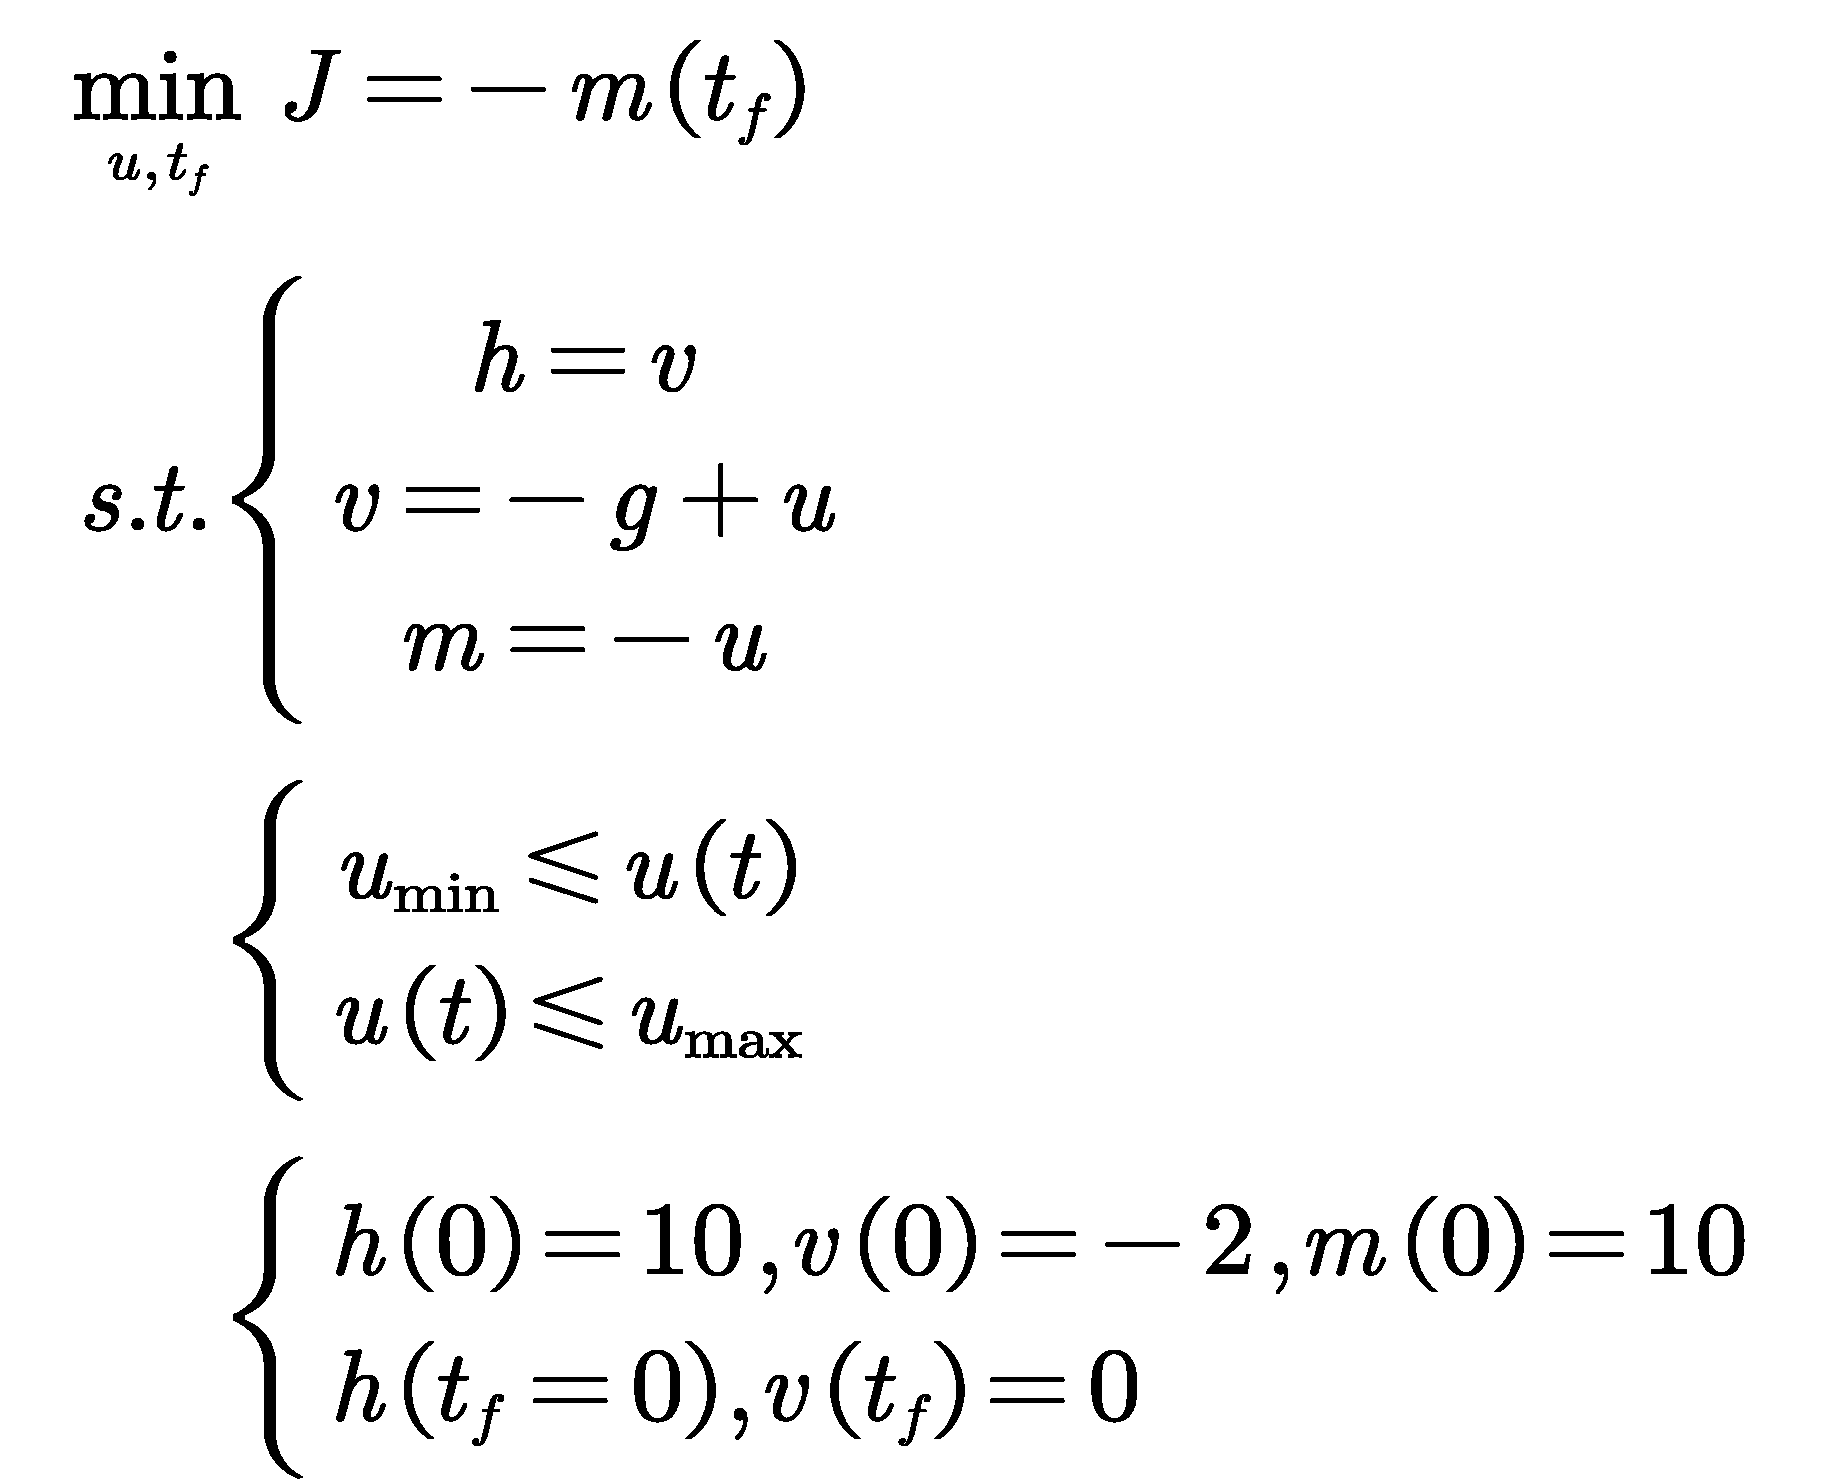 min J = − m (t_f)
u, t_f
h = v
s.t. { v = − g + u
m = − u
u_min ⩽ u (t)
u (t) ⩽ u_max
h (0) = 10 , v (0) = − 2 , m (0) = 10
h (t_f = 0) , v (t_f) = 0